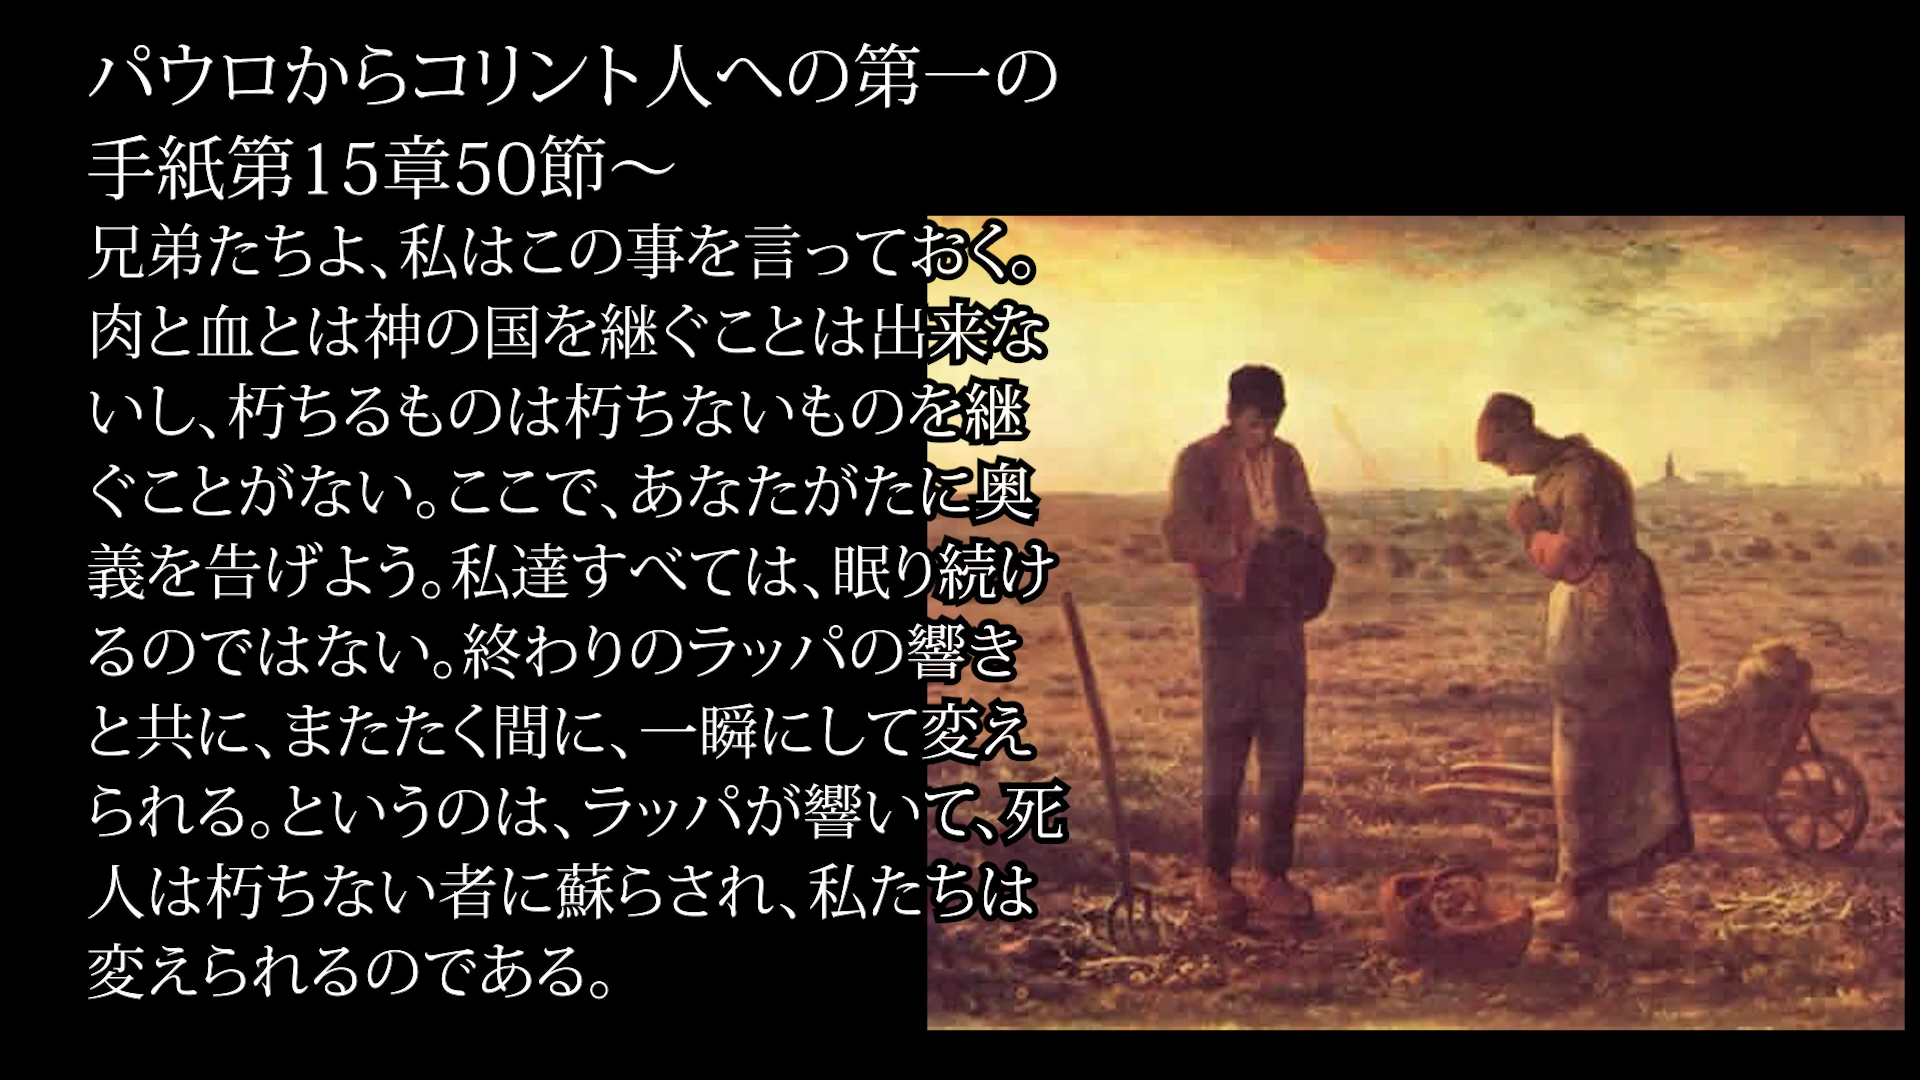 パウロからコリント人への第一の
手紙第15章50節～
兄弟たちよ、私はこの事を言っておく。
肉と血とは神の国を継ぐことは出来な
いし、朽ちるものは朽ちないものを継
ぐことがない。ここで、あなたがたに奥
義を告げよう。私達すべては、眠り続け
るのではない。終わりのラッパの響き
と共に、またたく間に、一瞬にして変え
られる。というのは、ラッパが響いて、死
人は朽ちない者に蘇らされ、私たちは
変えられるのである。